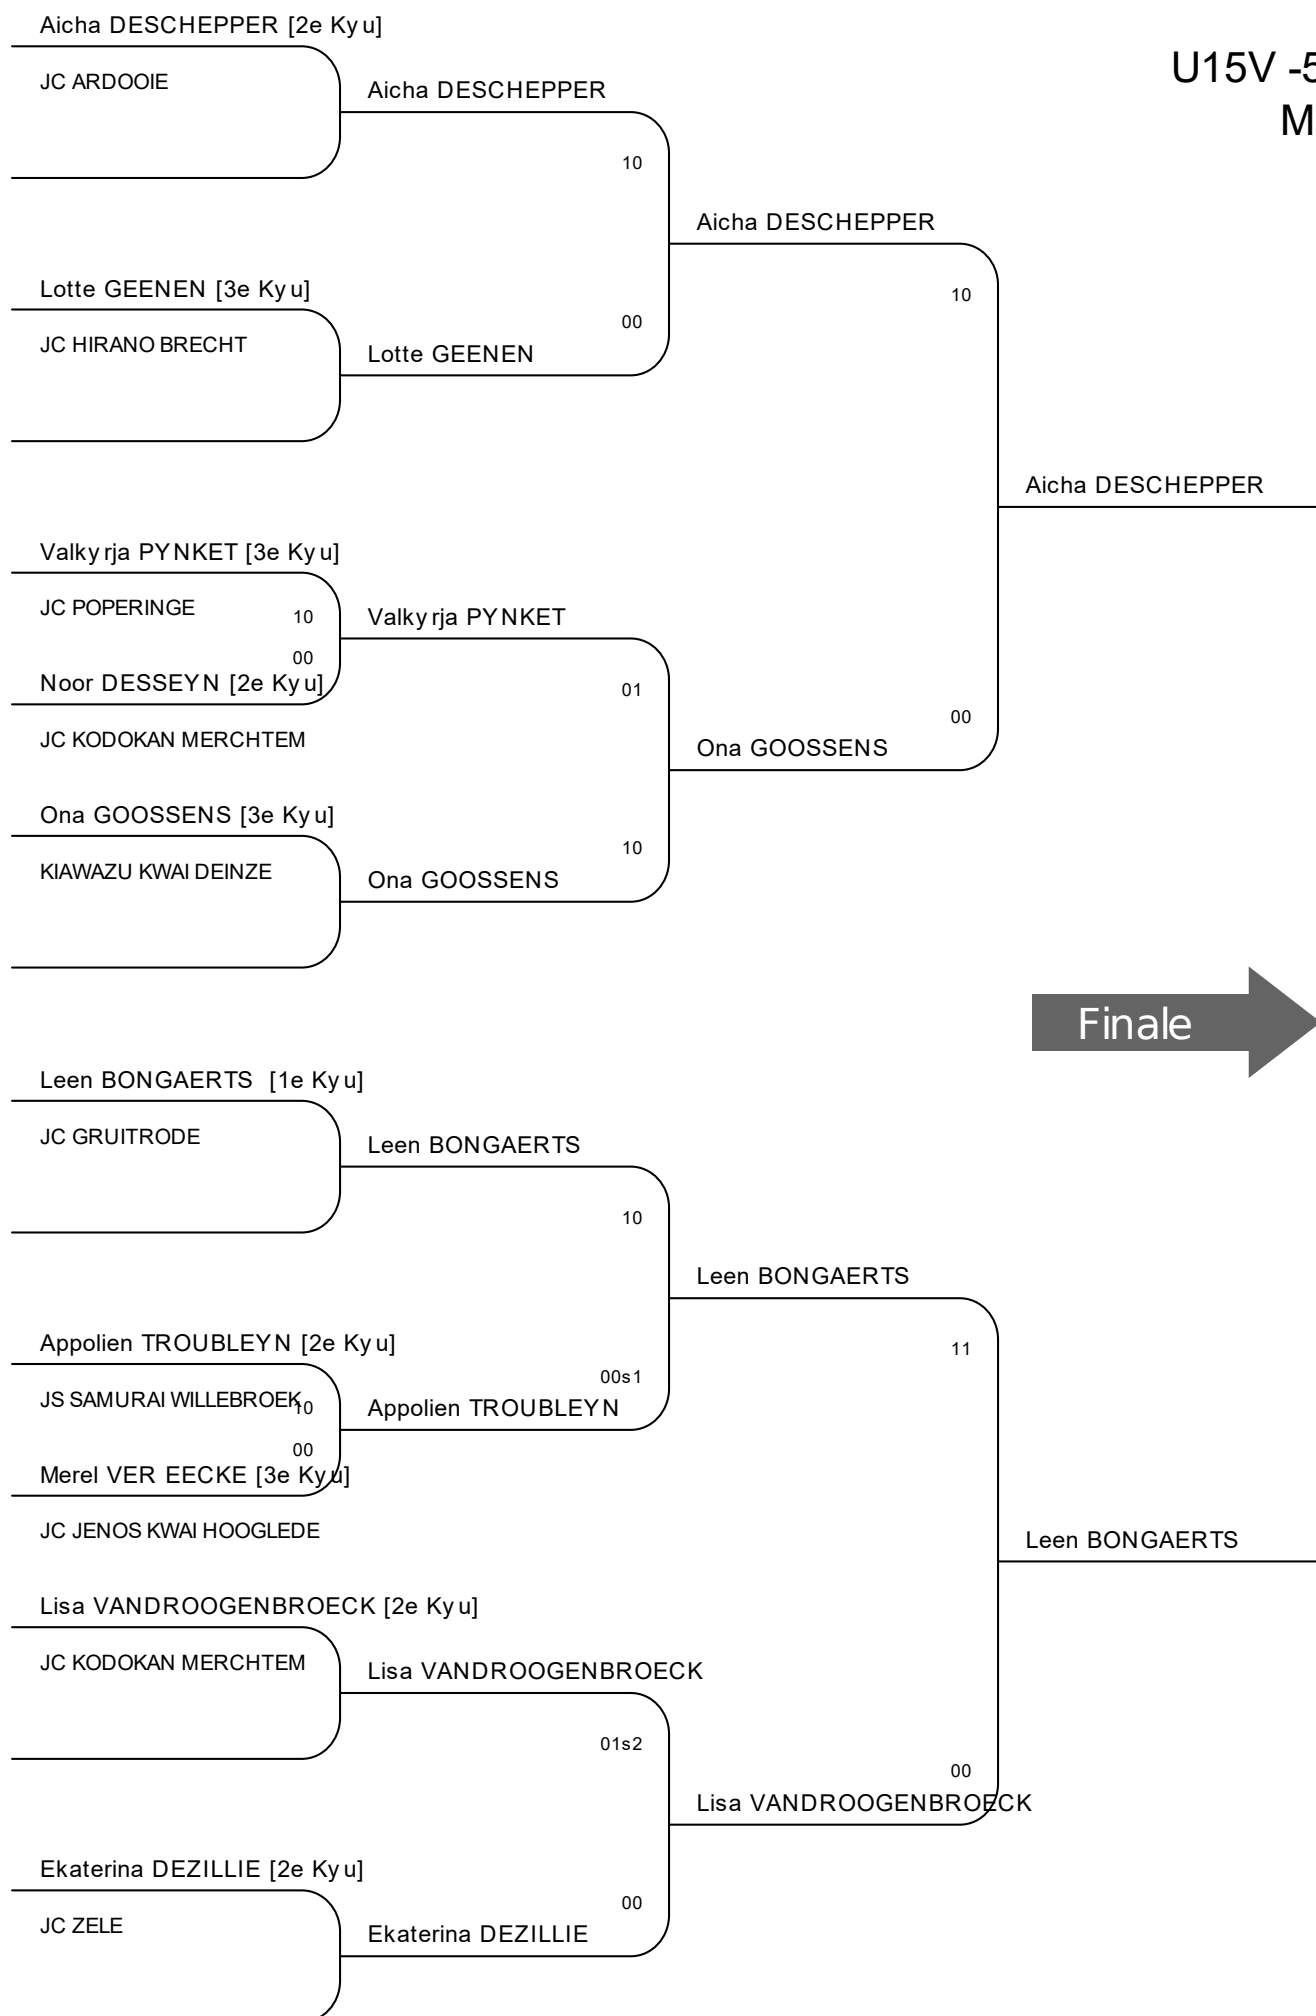 Aicha DESCHEPPER [2e Kyu]
JC ARDOOIE
Aicha DESCHEPPER
U15V -5
M
10
Aicha DESCHEPPER
Lotte GEENEN [3e Kyu]
10
JC HIRANO BRECHT
00
Lotte GEENEN
Aicha DESCHEPPER
Valkyrja PYNKET [3e Kyu]
JC POPERINGE
10
Valkyrja PYNKET
00
Noor DESSEYN [2e Kyu]
01
00
JC KODOKAN MERCHTEM
Ona GOOSSENS
Ona GOOSSENS [3e Kyu]
10
KIAWAZU KWAI DEINZE
Ona GOOSSENS
Finale
Leen BONGAERTS [1e Kyu]
JC GRUITRODE
Leen BONGAERTS
10
Leen BONGAERTS
Appolien TROUBLEYN [2e Kyu]
11
00s1
JS SAMURAI WILLEBROEK
10
Appolien TROUBLEYN
00
Merel VER EECKE [3e Kyu]
JC JENOS KWAI HOOGLEDE
Leen BONGAERTS
Lisa VANDROOGENBROECK [2e Kyu]
JC KODOKAN MERCHTEM
Lisa VANDROOGENBROECK
01s2
00
Lisa VANDROOGENBROECK
Ekaterina DEZILLIE [2e Kyu]
00
JC ZELE
Ekaterina DEZILLIE